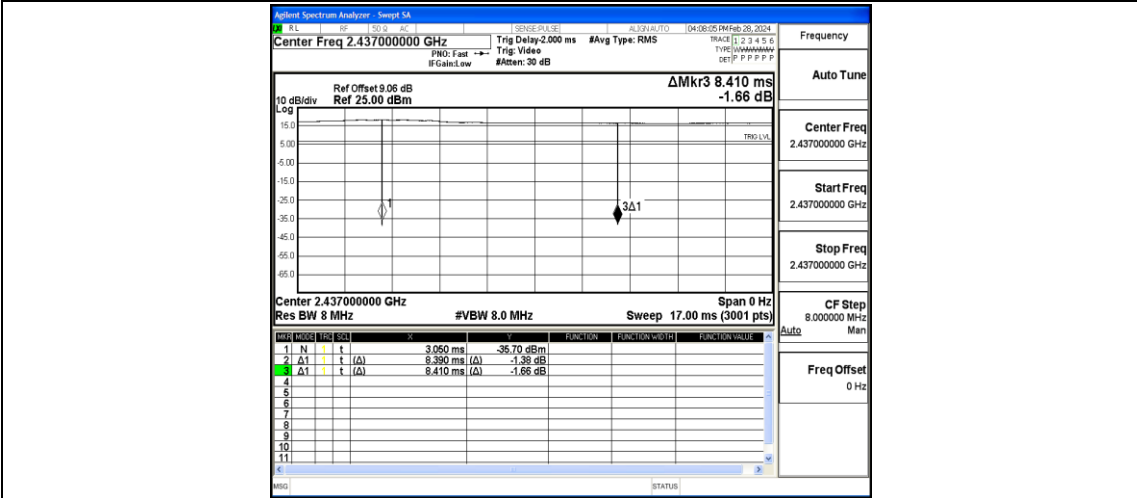 Agilent Spectrum Analyzer - Swept SA
RL RF 50 Ω AC SENSE:PULSE ALIGN AUTO 04:08:05 PM Feb 28, 2024
Center Freq 2.437000000 GHz Trig Delay-2.000 ms #Avg Type: RMS TRACE 1 2 3 4 5 6
PNO: Fast Trig: Video TYPE
IFGain:Low #Atten: 30 dB DET P P P P P P
ΔMkr3 8.410 ms
-1.66 dB
Ref Offset 9.06 dB
10 dB/div Ref 25.00 dBm
Log
15.0
TRIG LVL
5.00
-5.00
-15.0
-25.0
1
3Δ1
-35.0
-45.0
-55.0
-65.0
Center 2.437000000 GHz Span 0 Hz
Res BW 8 MHz #VBW 8.0 MHz Sweep 17.00 ms (3001 pts)
MKR MODE TRC SCL X Y FUNCTION FUNCTION WIDTH FUNCTION VALUE
1 N 1 t 3.050 ms -35.70 dBm
2 Δ1 1 t (Δ) 8.390 ms (Δ) -1.38 dB
3 Δ1 1 t (Δ) 8.410 ms (Δ) -1.66 dB
4
5
6
7
8
9
10
11
MSG STATUS
Frequency
Auto Tune
Center Freq
2.437000000 GHz
Start Freq
2.437000000 GHz
Stop Freq
2.437000000 GHz
CF Step
8.000000 MHz
Auto Man
Freq Offset
0 Hz